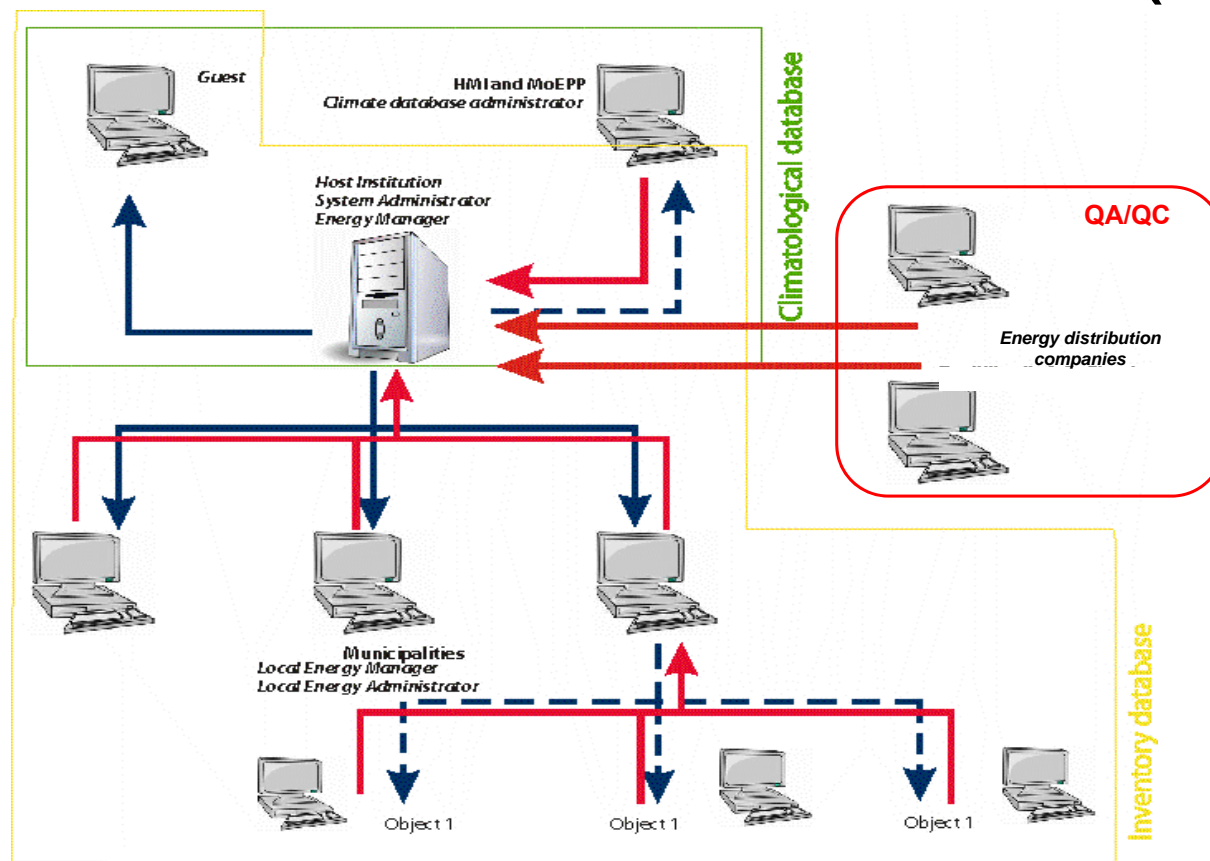 (
Guest
HMI and MoEPP
Climate database administrator
Host Institution
System Administrator
Energy Manager
Climatological database
QA/QC
Energy distribution
companies
Municipalities
Local Energy Manager
Local Energy Administrator
Object 1
Object 1
Object 1
Inventory database